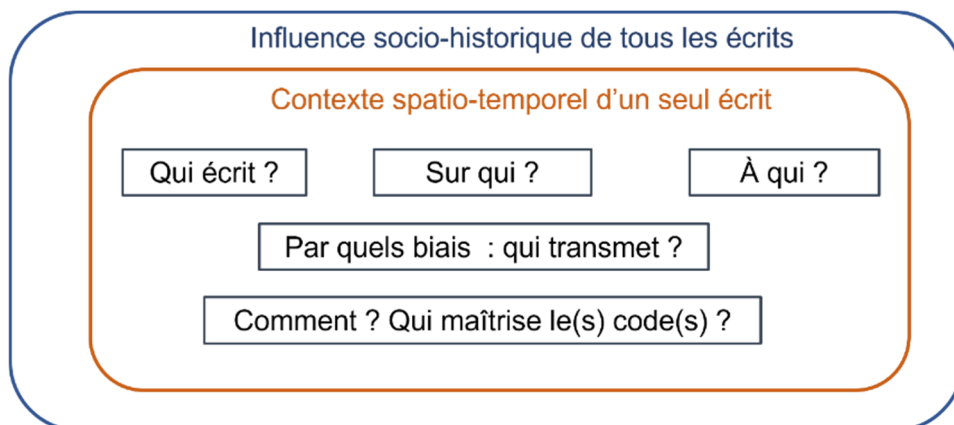 Influence socio-historique de tous les écrits
Contexte spatio-temporel d’un seul écrit
Qui écrit ?
Sur qui ?
À qui ?
Par quels biais : qui transmet ?
Comment ? Qui maîtrise le(s) code(s) ?